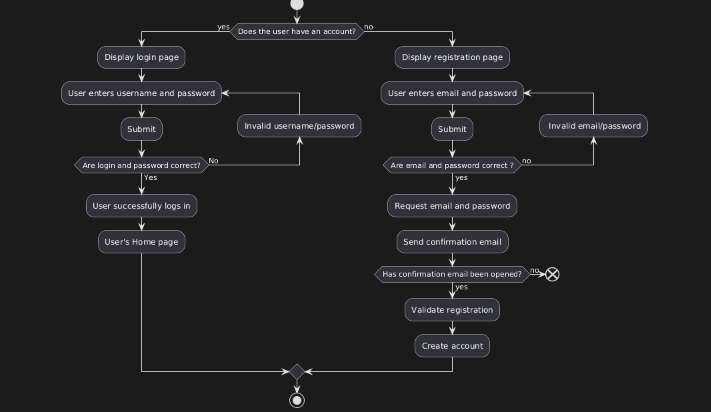 Does the user have an account?
yes
no
Display login page
User enters username and password
Submit
Invalid username/password
Are login and password correct?
No
Yes
User successfully logs in
User's Home page
Display registration page
User enters email and password
Submit
Invalid email/password
Are email and password correct ?
no
yes
Request email and password
Send confirmation email
Has confirmation email been opened?
no
yes
Validate registration
Create account